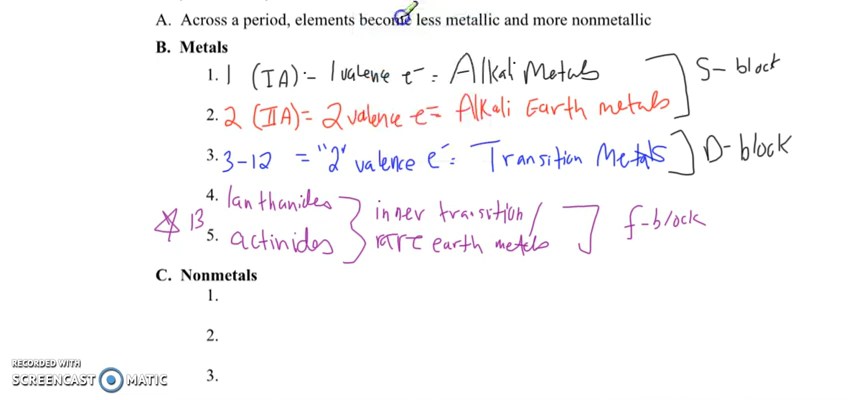 A. Across a period, elements become less metallic and more nonmetallic
B. Metals
1. 1 (IA) - 1 valence e⁻ = Alkali Metals
S-block
2. 2 (IIA) = 2 valence e⁻ = Alkali Earth metals
3. 3-12 = "2" valence e⁻ = Transition Metals
D-block
4. lanthanides
inner transition/
f-block
13
5. actinides
rare earth metals
C. Nonmetals
1.
2.
3.
RECORDED WITH
SCREENCAST MATIC